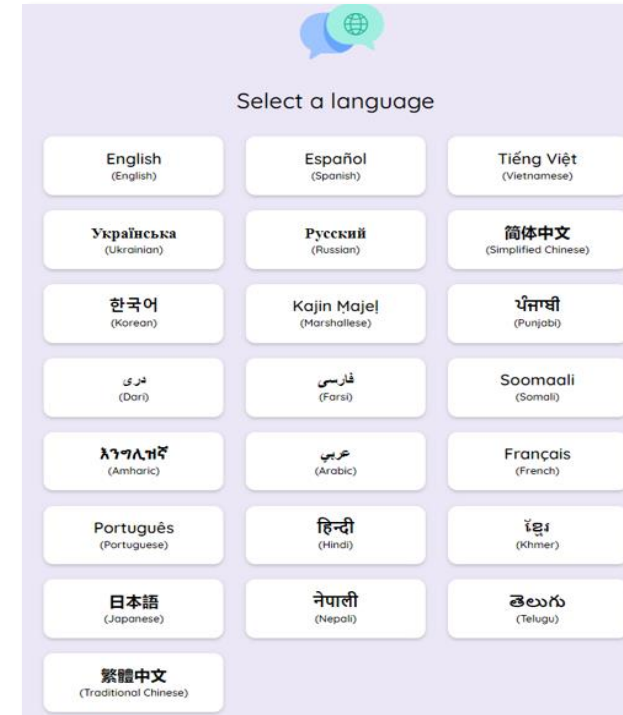 Select a language
English
(English)
Español
(Spanish)
Tiếng Việt
(Vietnamese)
Українська
(Ukrainian)
Русский
(Russian)
简体中文
(Simplified Chinese)
한국어
(Korean)
Kajin M̧ajeļ
(Marshallese)
ਪੰਜਾਬੀ
(Punjabi)
دری
(Dari)
فارسی
(Farsi)
Soomaali
(Somali)
እንግሊዝኛ
(Amharic)
عربي
(Arabic)
Français
(French)
Português
(Portuguese)
हिन्दी
(Hindi)
ខ្មែរ
(Khmer)
日本語
(Japanese)
नेपाली
(Nepali)
తెలుగు
(Telugu)
繁體中文
(Traditional Chinese)